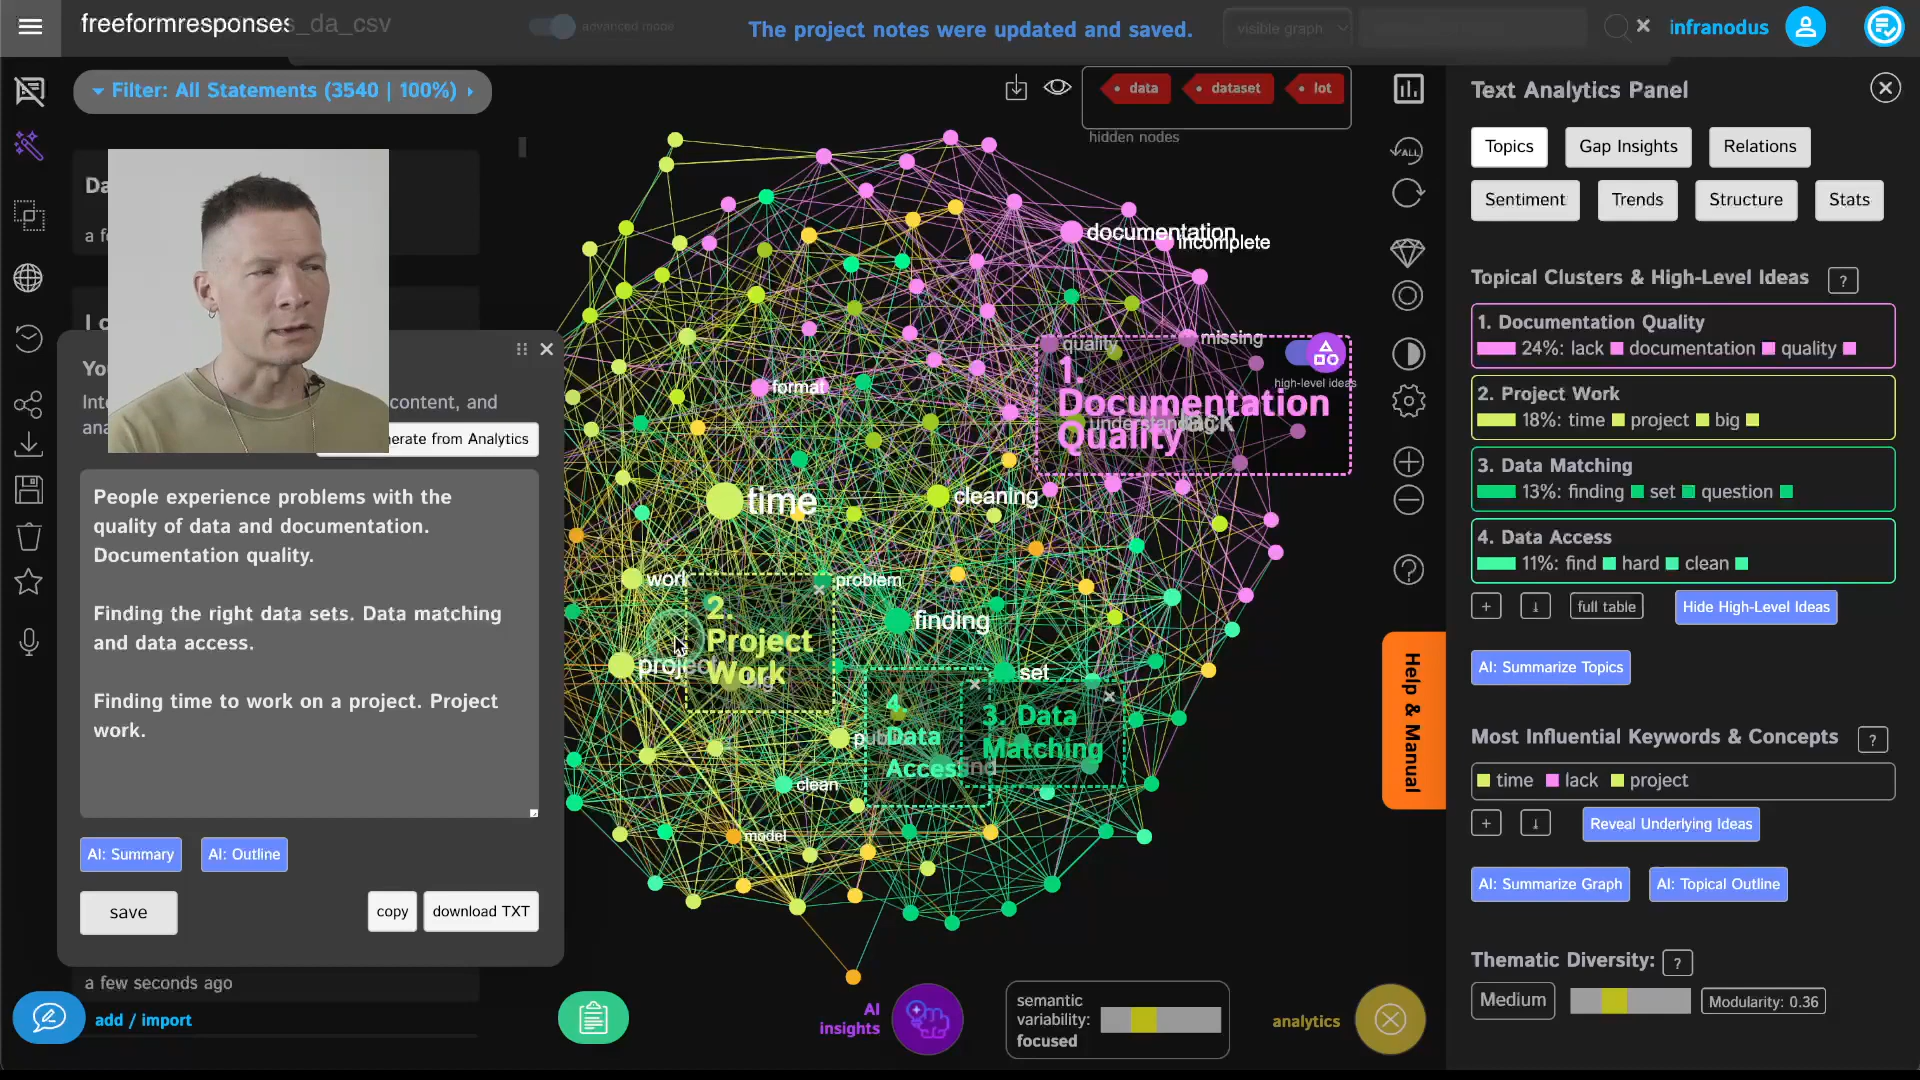 freeformresponses_da_csv
advanced mode
The project notes were updated and saved.
visible graph
infranodus
Filter: All Statements (3540 | 100%)
data
dataset
lot
hidden nodes
Text Analytics Panel
Topics
Gap Insights
Relations
Sentiment
Trends
Structure
Stats
ALL
Topical Clusters & High-Level Ideas
?
1. Documentation Quality
24%: lack documentation quality
2. Project Work
18%: time project big
3. Data Matching
13%: finding set question
4. Data Access
11%: find hard clean
+
full table
Hide High-Level Ideas
AI: Summarize Topics
Most Influential Keywords & Concepts
?
time lack project
+
Reveal Underlying Ideas
AI: Summarize Graph
AI: Topical Outline
Thematic Diversity:
?
Medium
Modularity: 0.36
Help & Manual
documentation
incomplete
quality
missing
high-level ideas
1.
Documentation
Quality
format
time
cleaning
work
problem
finding
2.
Project
Work
set
4.
Data
Access
3. Data
Matching
find
clean
model
content, and
from Analytics
People experience problems with the
quality of data and documentation.
Documentation quality.
Finding the right data sets. Data matching
and data access.
Finding time to work on a project. Project
work.
AI: Summary
AI: Outline
save
copy
download TXT
a few seconds ago
add / import
AI
insights
semantic
variability:
focused
analytics